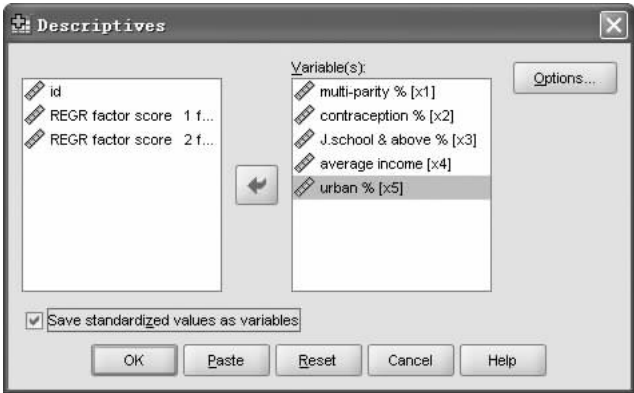 Descriptives
id
REGR factor score 1 f...
REGR factor score 2 f...
Variable(s):
multi-parity % [x1]
contraception % [x2]
J.school & above % [x3]
average income [x4]
urban % [x5]
Options...
Save standardized values as variables
OK
Paste
Reset
Cancel
Help